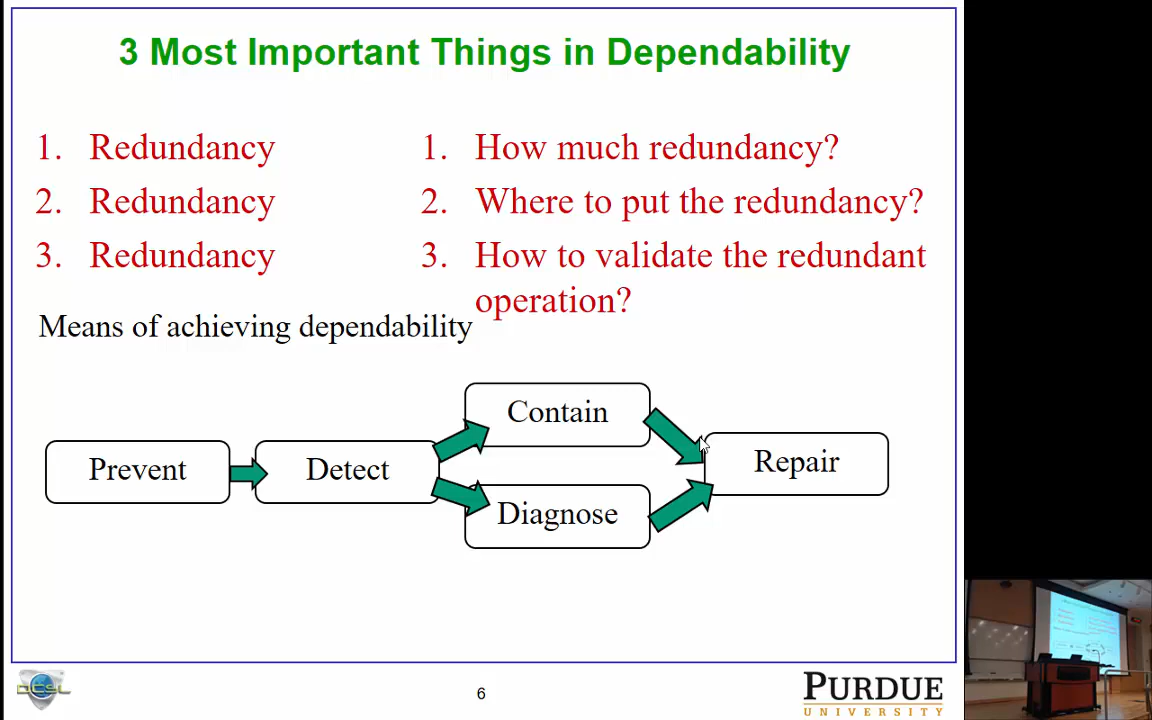 3 Most Important Things in Dependability
1. Redundancy
2. Redundancy
3. Redundancy
1. How much redundancy?
2. Where to put the redundancy?
3. How to validate the redundant
operation?
Means of achieving dependability
Prevent
Detect
Contain
Diagnose
Repair
DCSL
6
PURDUE
UNIVERSITY